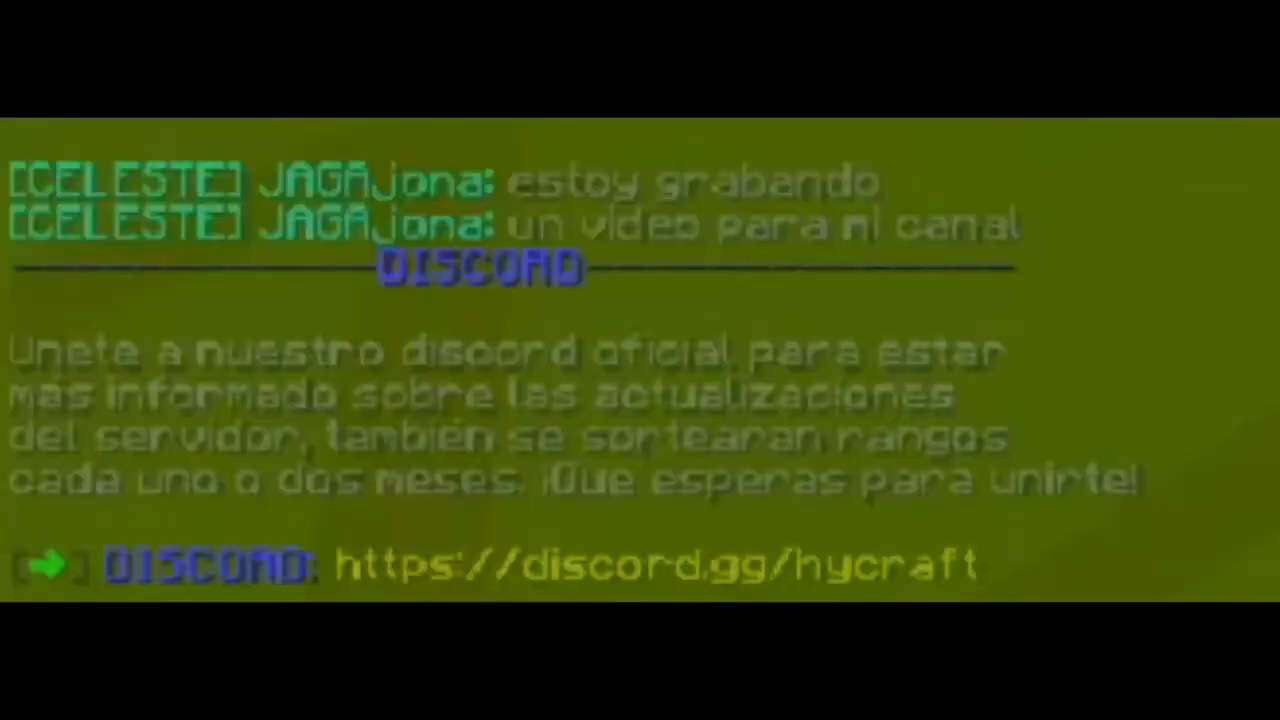 [CELESTE] JAGAjona: estoy grabando
[CELESTE] JAGAjona: un video para mi canal
DISCORD
Unete a nuestro discord oficial para estar
más informado sobre las actualizaciones
del servidor, también se sortearan rangos
cada uno o dos meses. ¡Que esperas para unirte!
[➜] DISCORD: https://discord.gg/hycraft